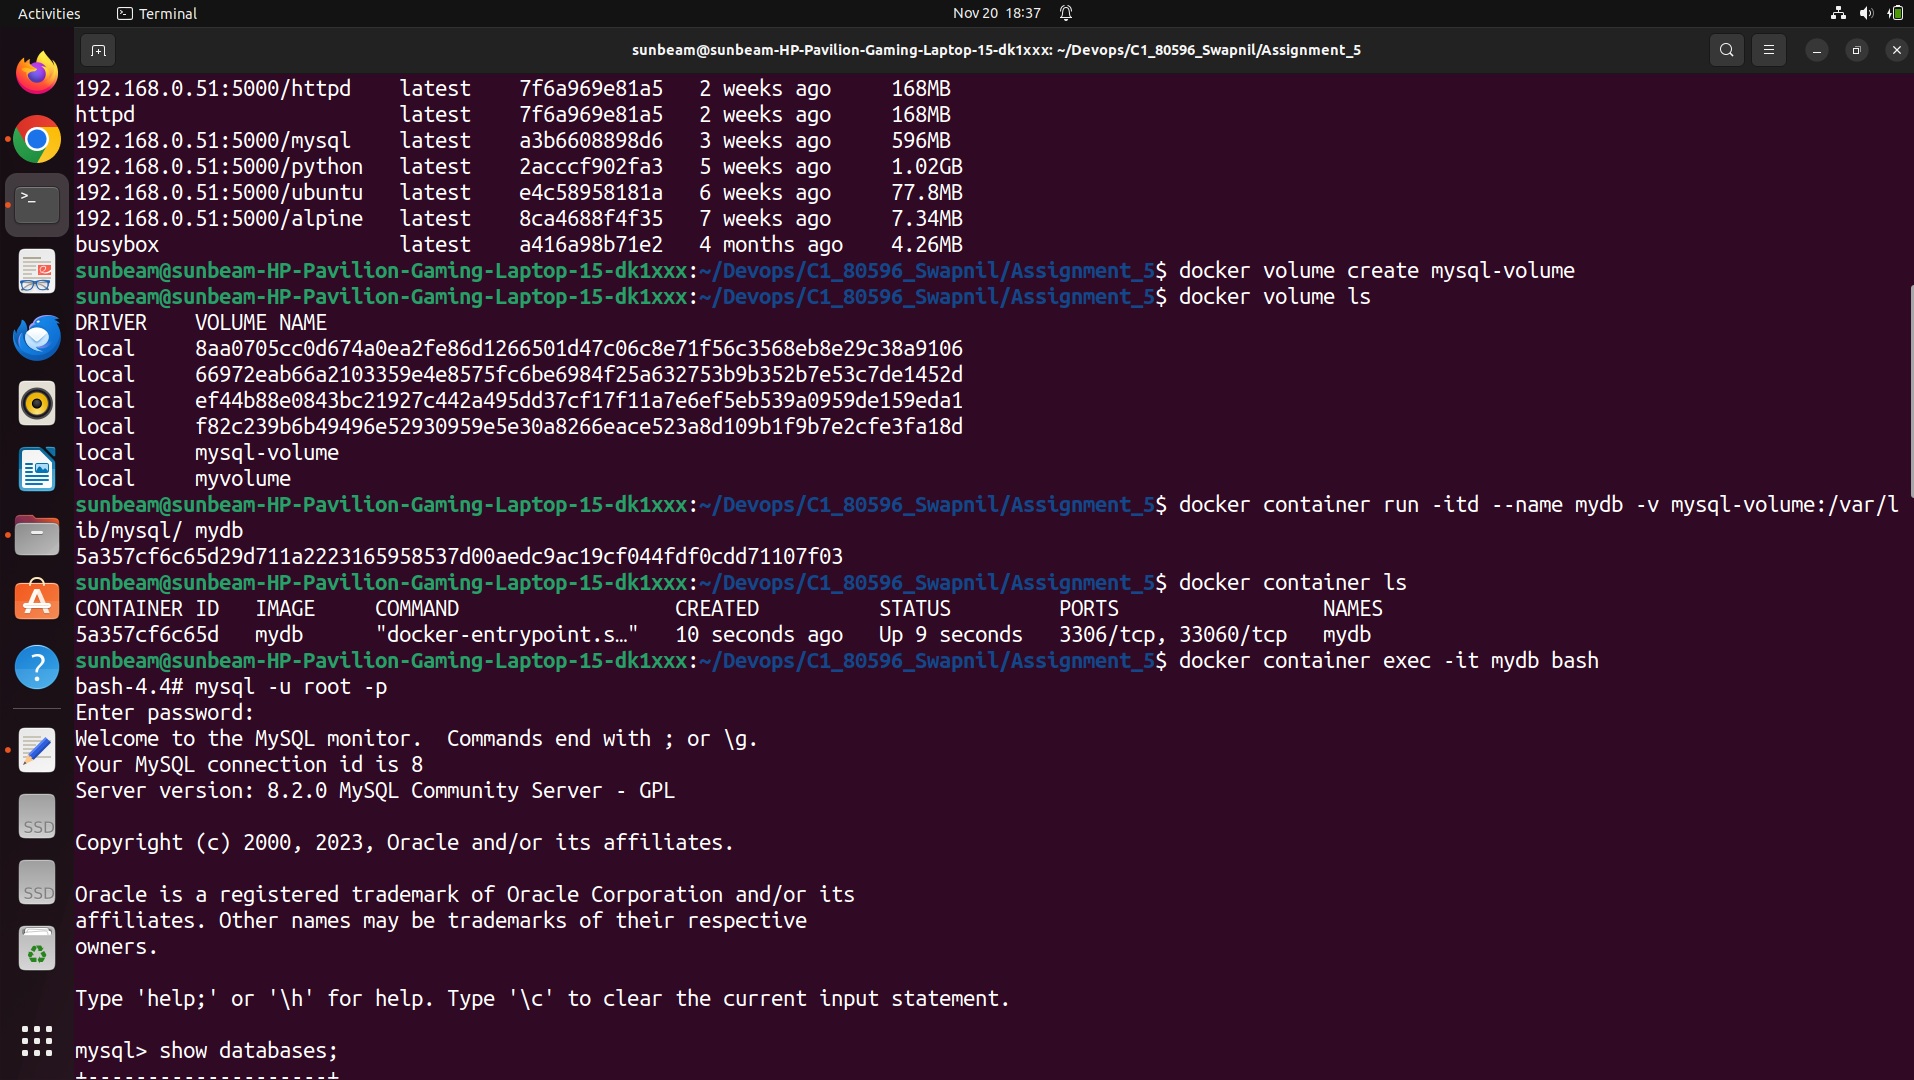 Activities
Terminal
Nov 20 18:37
sunbeam@sunbeam-HP-Pavilion-Gaming-Laptop-15-dk1xxx: ~/Devops/C1_80596_Swapnil/Assignment_5
192.168.0.51:5000/httpd latest 7f6a969e81a5 2 weeks ago 168MB
httpd latest 7f6a969e81a5 2 weeks ago 168MB
192.168.0.51:5000/mysql latest a3b6608898d6 3 weeks ago 596MB
192.168.0.51:5000/python latest 2acccf902fa3 5 weeks ago 1.02GB
192.168.0.51:5000/ubuntu latest e4c58958181a 6 weeks ago 77.8MB
192.168.0.51:5000/alpine latest 8ca4688f4f35 7 weeks ago 7.34MB
busybox latest a416a98b71e2 4 months ago 4.26MB
sunbeam@sunbeam-HP-Pavilion-Gaming-Laptop-15-dk1xxx:~/Devops/C1_80596_Swapnil/Assignment_5$ docker volume create mysql-volume
sunbeam@sunbeam-HP-Pavilion-Gaming-Laptop-15-dk1xxx:~/Devops/C1_80596_Swapnil/Assignment_5$ docker volume ls
DRIVER VOLUME NAME
local 8aa0705cc0d674a0ea2fe86d1266501d47c06c8e71f56c3568eb8e29c38a9106
local 66972eab66a2103359e4e8575fc6be6984f25a632753b9b352b7e53c7de1452d
local ef44b88e0843bc21927c442a495dd37cf17f11a7e6ef5eb539a0959de159eda1
local f82c239b6b49496e52930959e5e30a8266eace523a8d109b1f9b7e2cfe3fa18d
local mysql-volume
local myvolume
sunbeam@sunbeam-HP-Pavilion-Gaming-Laptop-15-dk1xxx:~/Devops/C1_80596_Swapnil/Assignment_5$ docker container run -itd --name mydb -v mysql-volume:/var/l
ib/mysql/ mydb
5a357cf6c65d29d711a2223165958537d00aedc9ac19cf044fdf0cdd71107f03
sunbeam@sunbeam-HP-Pavilion-Gaming-Laptop-15-dk1xxx:~/Devops/C1_80596_Swapnil/Assignment_5$ docker container ls
CONTAINER ID IMAGE COMMAND CREATED STATUS PORTS NAMES
5a357cf6c65d mydb "docker-entrypoint.s…" 10 seconds ago Up 9 seconds 3306/tcp, 33060/tcp mydb
sunbeam@sunbeam-HP-Pavilion-Gaming-Laptop-15-dk1xxx:~/Devops/C1_80596_Swapnil/Assignment_5$ docker container exec -it mydb bash
bash-4.4# mysql -u root -p
Enter password:
Welcome to the MySQL monitor.  Commands end with ; or \g.
Your MySQL connection id is 8
Server version: 8.2.0 MySQL Community Server - GPL
Copyright (c) 2000, 2023, Oracle and/or its affiliates.
Oracle is a registered trademark of Oracle Corporation and/or its
affiliates. Other names may be trademarks of their respective
owners.
Type 'help;' or '\h' for help. Type '\c' to clear the current input statement.
mysql> show databases;
+--------------------+
SSD
SSD